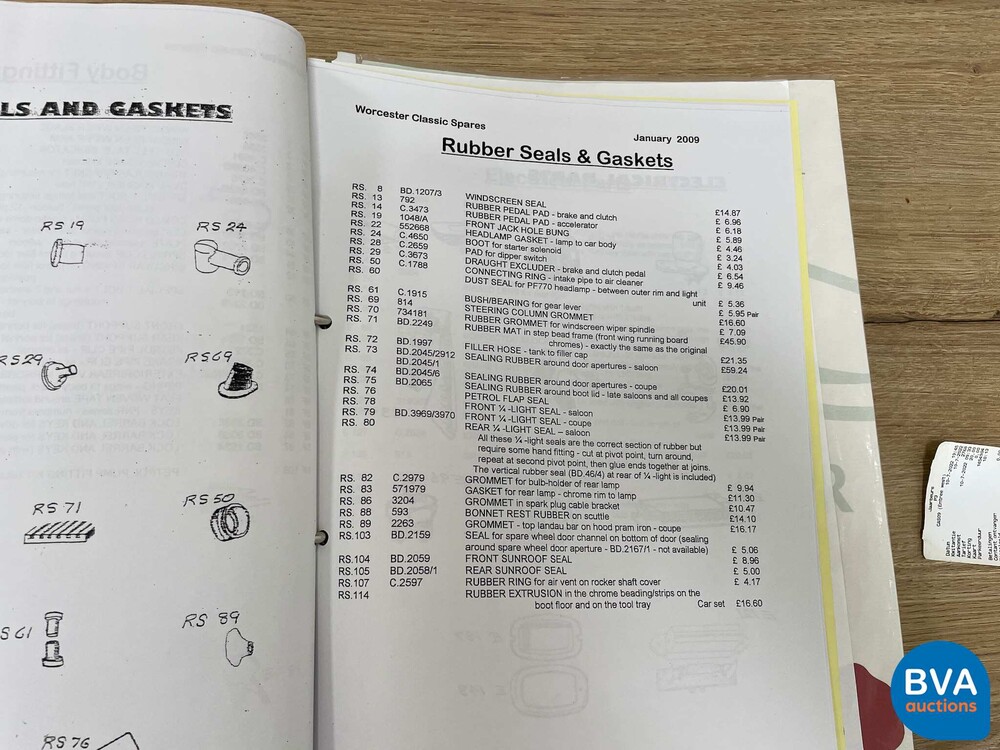 LS AND GASKETS
RS 19
RS 24
RS29
RS69
RS 71
RS50
RS 89
S61
RS 76
Worcester Classic Spares
January 2009
Rubber Seals & Gaskets
RS. 8 BD.1207/3 WINDSCREEN SEAL £14.87
RS. 13 792 RUBBER PEDAL PAD - brake and clutch £ 6.96
RS. 14 C.3473 RUBBER PEDAL PAD - accelerator £ 6.18
RS. 19 1048/A FRONT JACK HOLE BUNG £ 5.89
RS. 22 552668 HEADLAMP GASKET - lamp to car body £ 4.46
RS. 24 C.4650 BOOT for starter solenoid £ 3.24
RS. 28 C.2659 PAD for dipper switch £ 4.03
RS. 29 C.3673 DRAUGHT EXCLUDER - brake and clutch pedal £ 6.54
RS. 50 C.1788 CONNECTING RING - intake pipe to air cleaner £ 9.46
RS. 60 DUST SEAL for PF770 headlamp - between outer rim and light
unit £ 5.36
RS. 61 C.1915 BUSH/BEARING for gear lever £ 5.95 Pair
RS. 69 814 STEERING COLUMN GROMMET £16.60
RS. 70 734181 RUBBER GROMMET for windscreen wiper spindle £ 7.09
RS. 71 BD.2249 RUBBER MAT in step bead frame (front wing running board
chromes) - exactly the same as the original £45.90
RS. 72 BD.1997 FILLER HOSE - tank to filler cap £21.35
RS. 73 BD.2045/2912 SEALING RUBBER around door apertures - saloon £59.24
BD.2045/1
RS. 74 BD.2045/6 SEALING RUBBER around door apertures - coupe £20.01
RS. 75 BD.2065 SEALING RUBBER around boot lid - late saloons and all coupes £13.92
RS. 76 PETROL FLAP SEAL £ 6.90
RS. 78 FRONT ¼-LIGHT SEAL - saloon £13.99 Pair
RS. 79 BD.3969/3970 FRONT ¼-LIGHT SEAL - coupe £13.99 Pair
RS. 80 REAR ¼-LIGHT SEAL – saloon £13.99 Pair
All these ¼-light seals are the correct section of rubber but
require some hand fitting - cut at pivot point, turn around,
repeat at second pivot point, then glue ends together at joins.
The vertical rubber seal (BD.46/4) at rear of ¼-light is included)
RS. 82 C.2979 GROMMET for bulb-holder of rear lamp £ 9.94
RS. 83 571979 GASKET for rear lamp - chrome rim to lamp £11.30
RS. 86 3204 GROMMET in spark plug cable bracket £10.47
RS. 88 593 BONNET REST RUBBER on scuttle £14.10
RS. 89 2263 GROMMET - top landau bar on hood pram iron - coupe £16.17
RS.103 BD.2159 SEAL for spare wheel door channel on bottom of door (sealing
around spare wheel door aperture - BD.2167/1 - not available) £ 5.06
RS.104 BD.2059 FRONT SUNROOF SEAL £ 8.96
RS.105 BD.2058/1 REAR SUNROOF SEAL £ 5.00
RS.107 C.2597 RUBBER RING for air vent on rocker shaft cover £ 4.17
RS.114 RUBBER EXTRUSION in the chrome beading/strips on the
boot floor and on the tool tray Car set £16.60
BVA
auctions